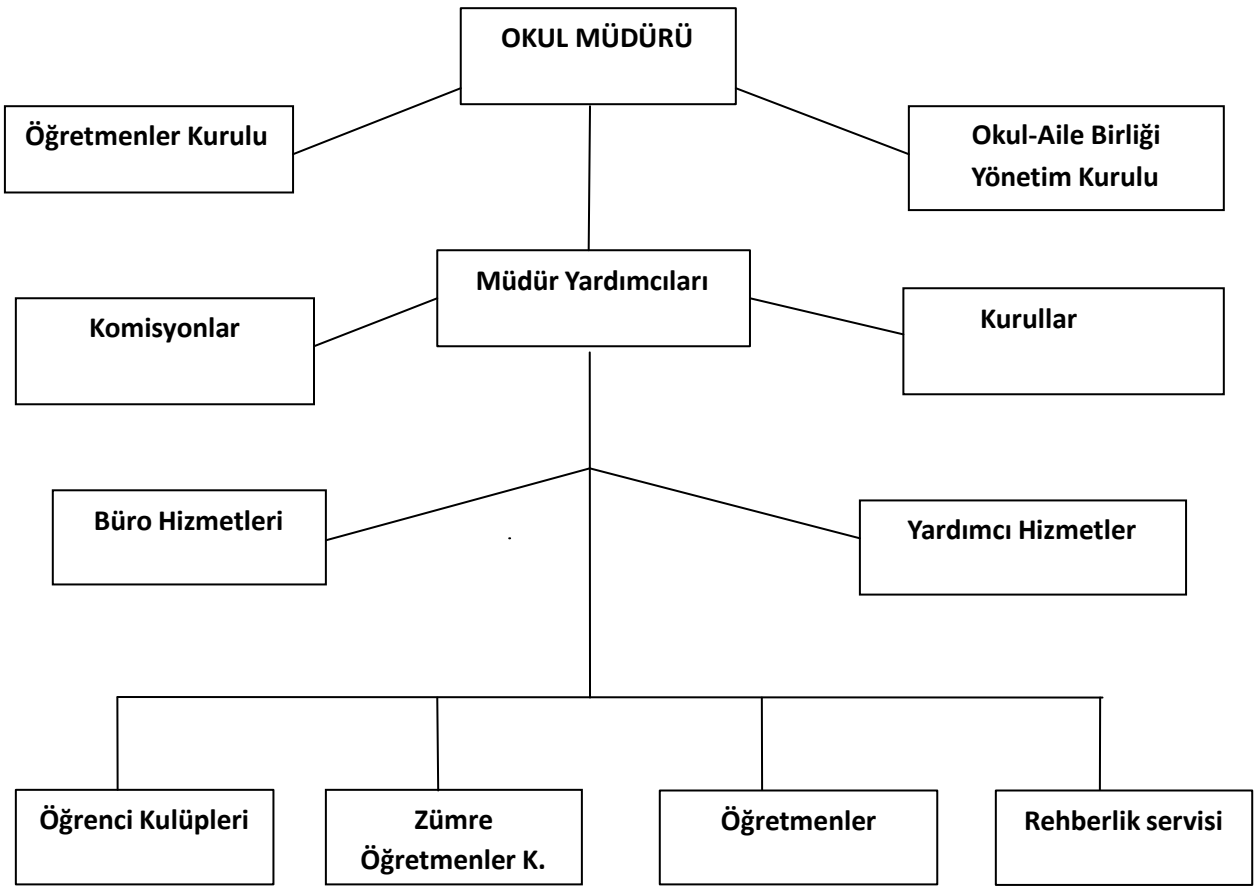 OKUL MÜDÜRÜ
Öğretmenler Kurulu
Okul-Aile Birliği
Yönetim Kurulu
Müdür Yardımcıları
Komisyonlar
Kurullar
Büro Hizmetleri
Yardımcı Hizmetler
Öğrenci Kulüpleri
Zümre
Öğretmenler K.
Öğretmenler
Rehberlik servisi